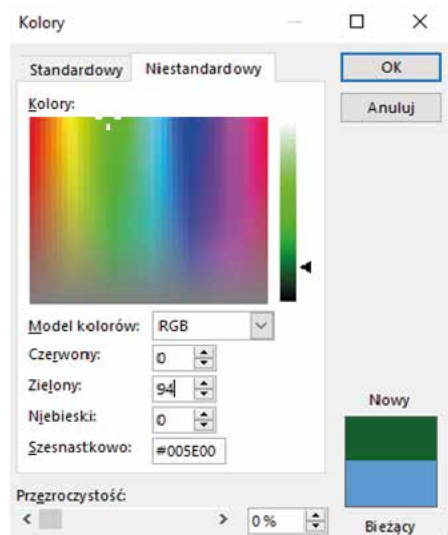 Kolory
Standardowy Niestandardowy
OK
Anuluj
Kolory:
Model kolorów: RGB
Czerwony: 0
Zielony: 94
Niebieski: 0
Szesnastkowo: #005E00
Przezroczystość:
0%
Nowy
Bieżący